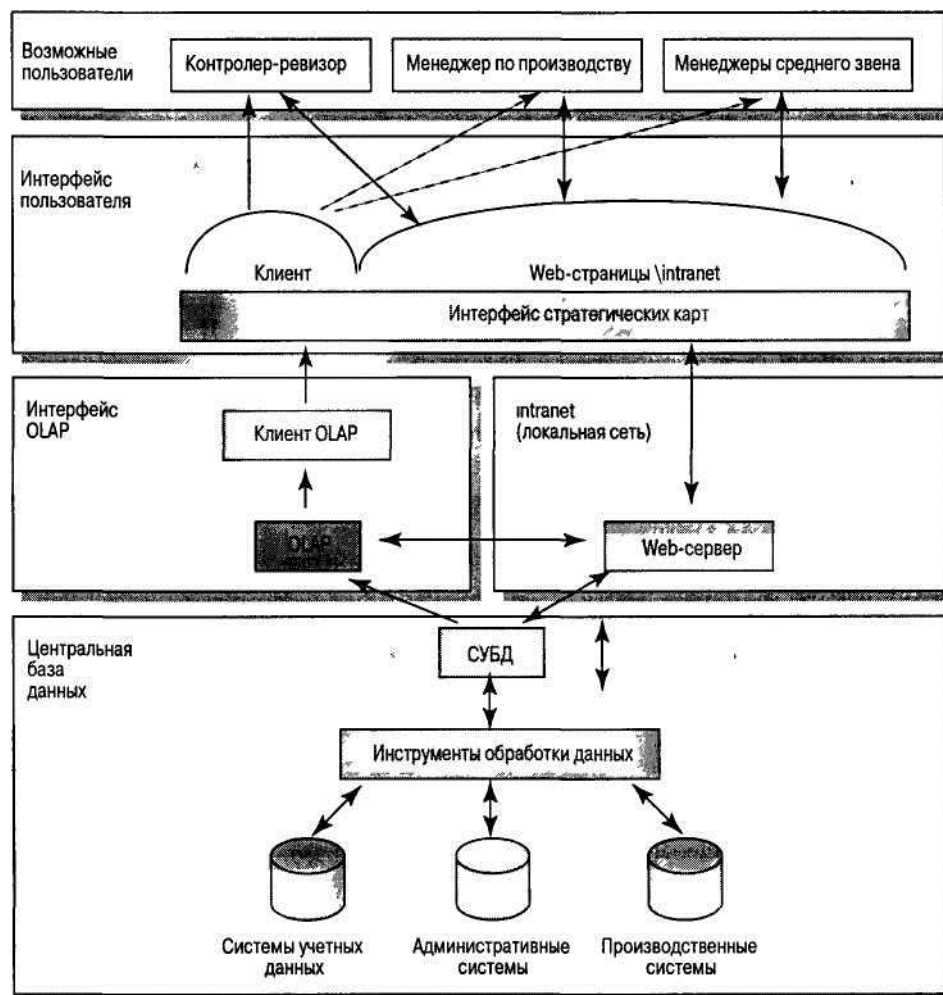 Возможные
пользователи
Контролер-ревизор
Менеджер по производству
Менеджеры среднего звена
Интерфейс
пользователя
Клиент
Web-страницы \intranet
Интерфейс стратегических карт
Интерфейс
OLAP
Клиент OLAP
OLAP
intranet
(локальная сеть)
Web-сервер
Центральная
база
данных
СУБД
Инструменты обработки данных
Системы учетных
данных
Административные
системы
Производственные
системы